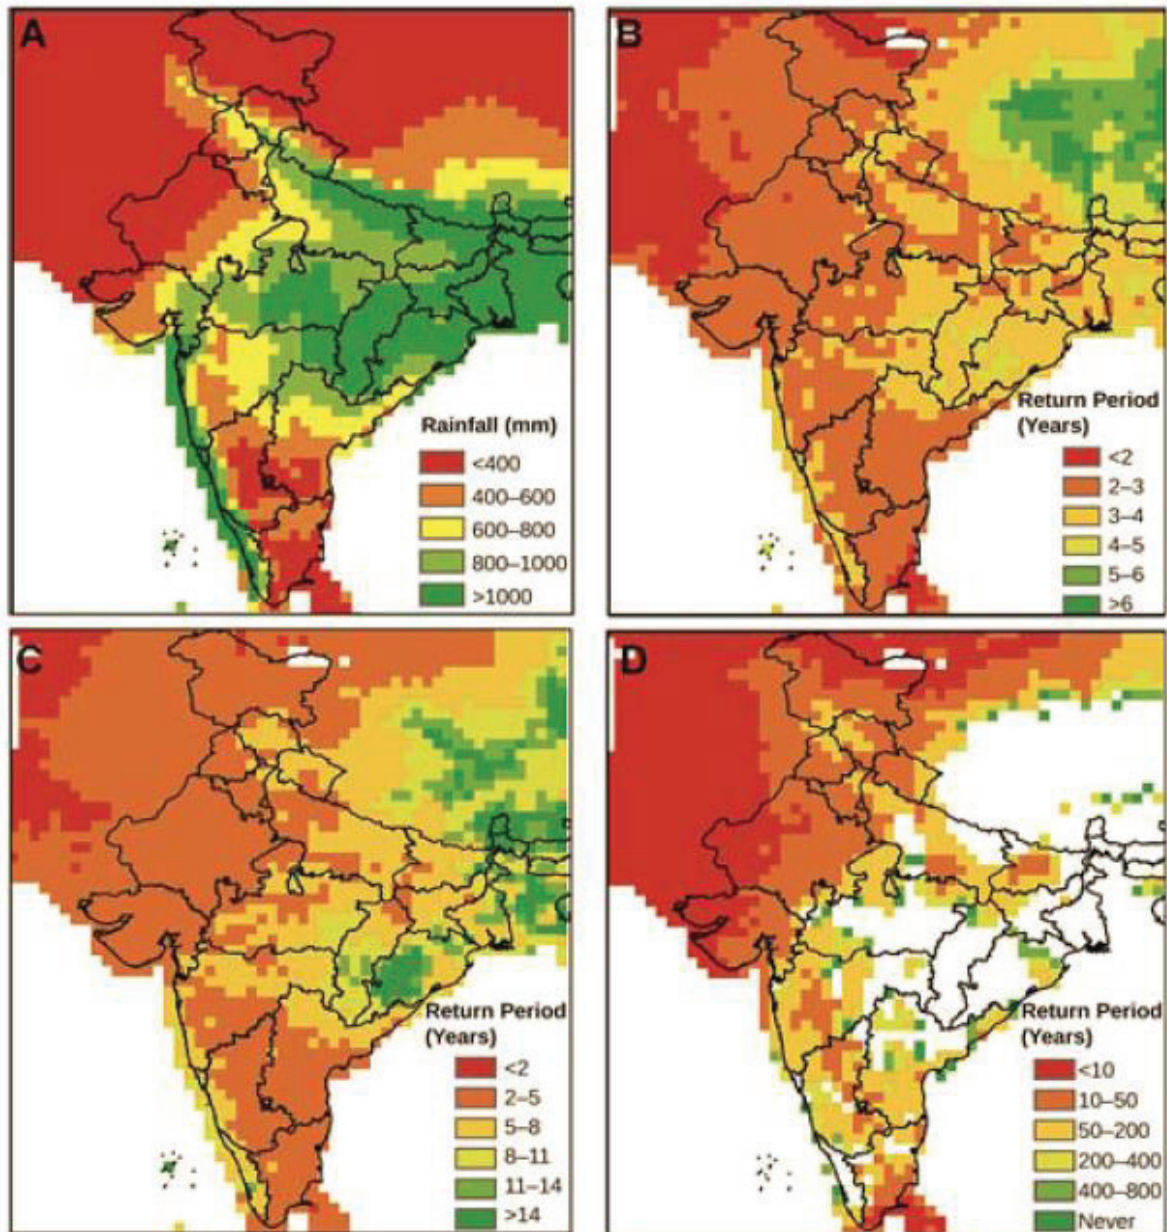 A
Rainfall (mm)
<400
400–600
600–800
800–1000
>1000
B
Return Period
(Years)
<2
2–3
3–4
4–5
5–6
>6
C
Return Period
(Years)
<2
2–5
5–8
8–11
11–14
>14
D
Return Period
(Years)
<10
10–50
50–200
200–400
400–800
Never